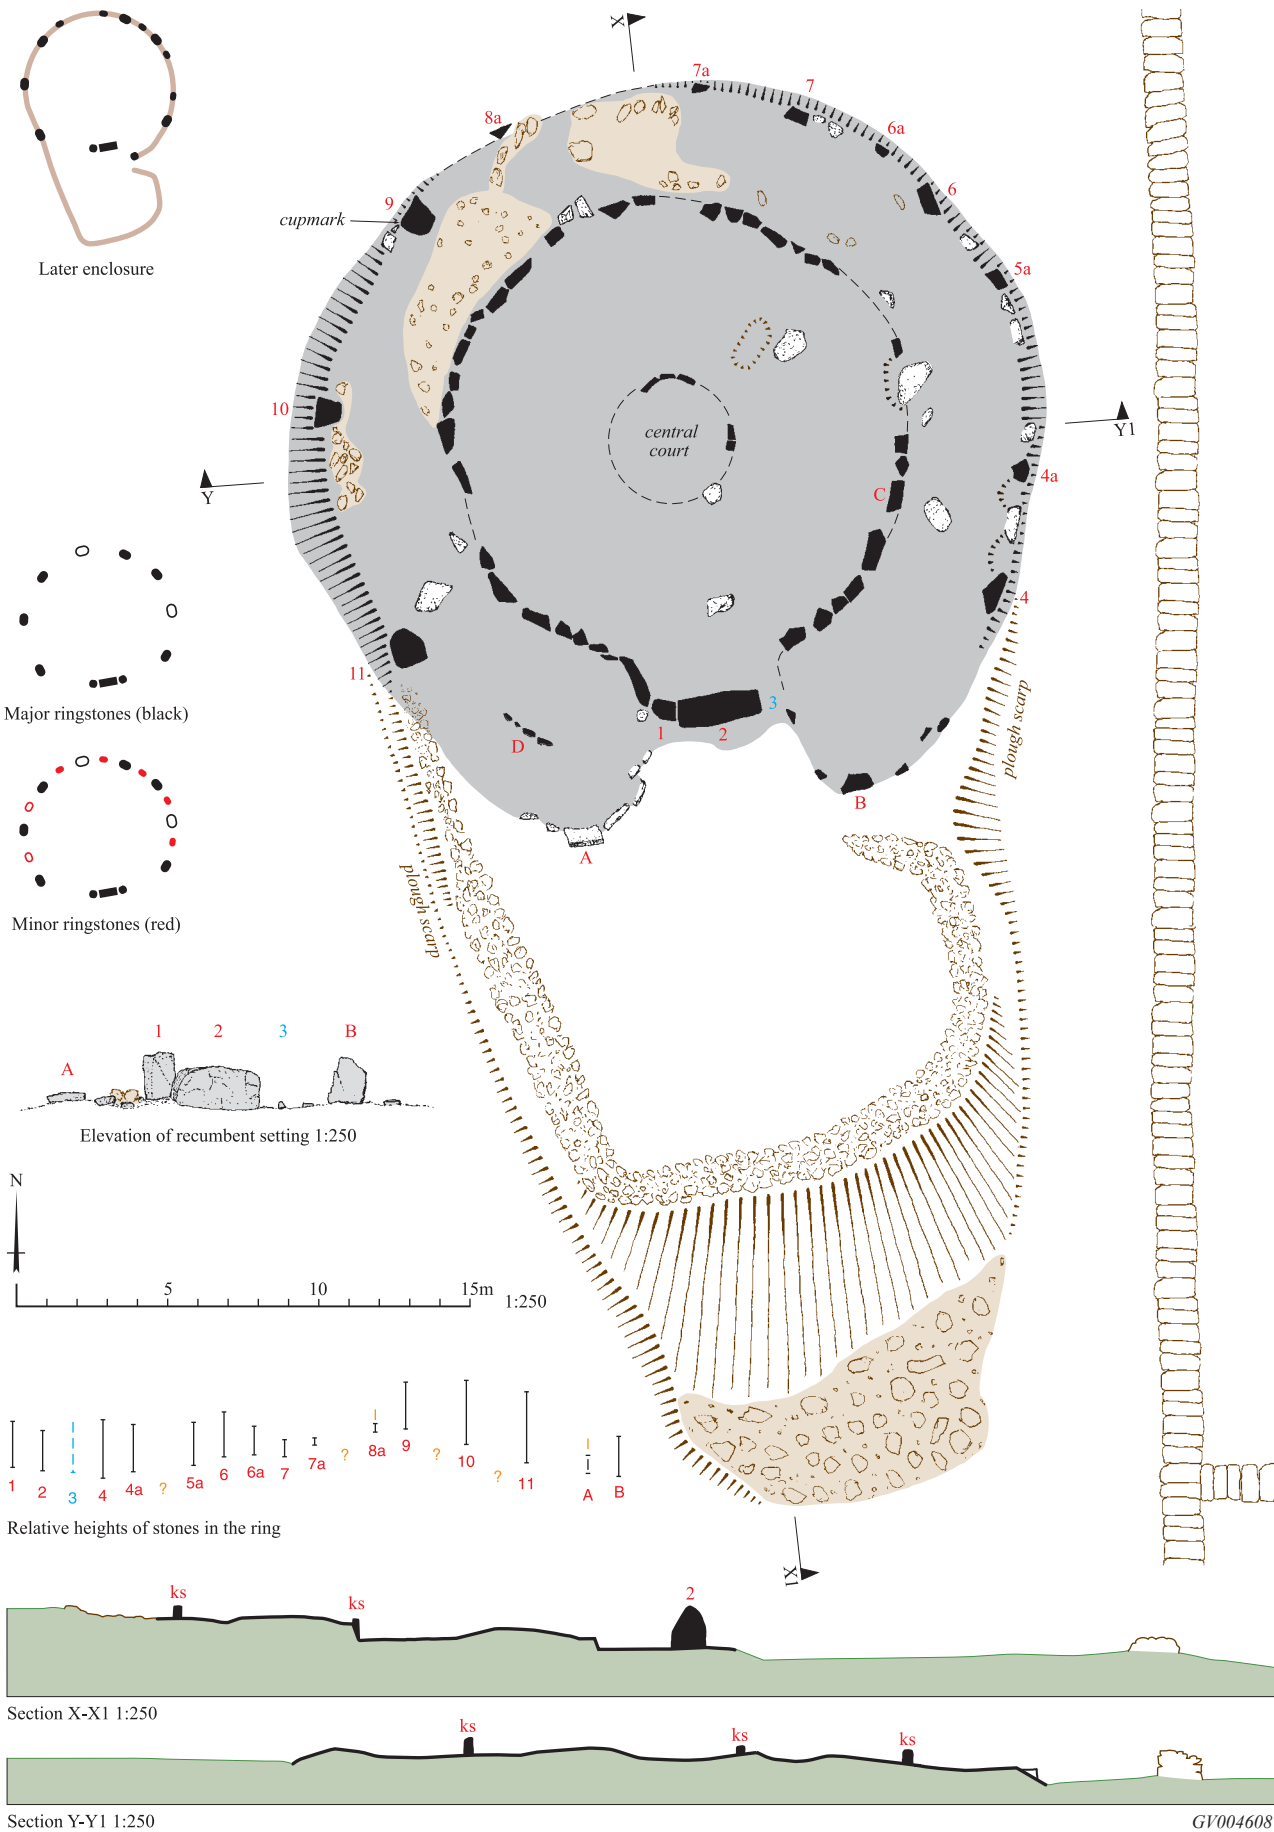 X
7a
7
8a
6a
9
6
cupmark
Later enclosure
5a
10
central
court
Y1
4a
Y
C
4
11
plough scarp
3
Major ringstones (black)
D
1
2
B
A
plough scarp
Minor ringstones (red)
1
2
3
B
A
Elevation of recumbent setting 1:250
N
5
10
15m
1:250
?
?
?
?
1
2
3
4
4a
5a
6
6a
7
7a
8a
9
10
11
A
B
Relative heights of stones in the ring
X1
ks
ks
2
Section X-X1 1:250
ks
ks
ks
Section Y-Y1 1:250
GV004608